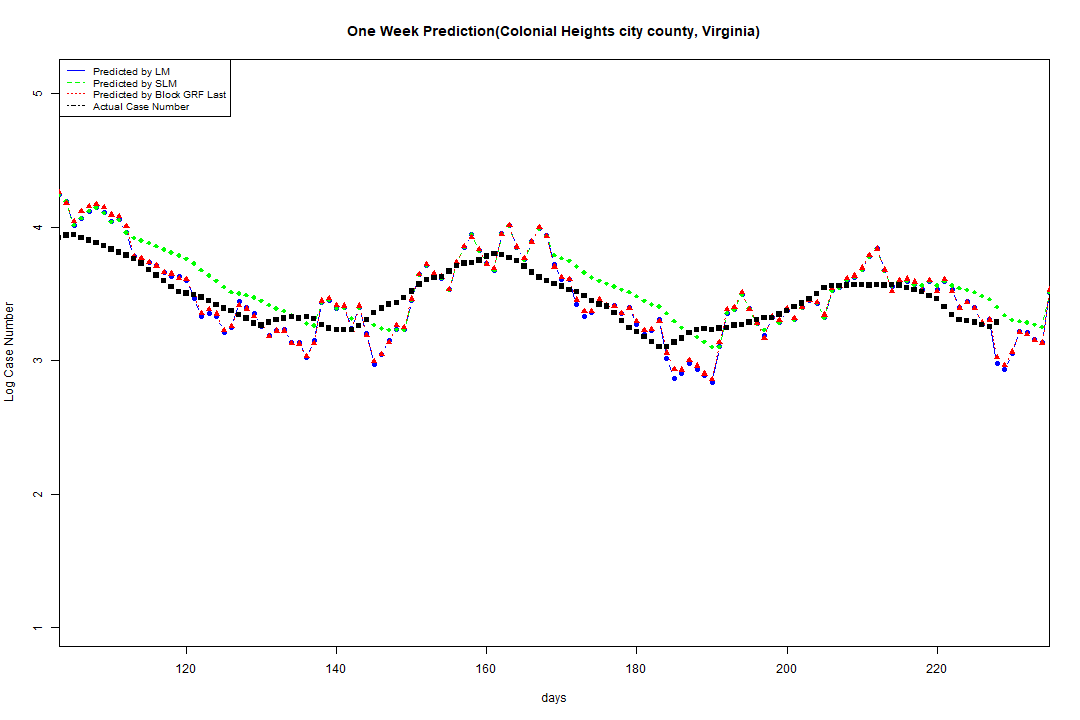 One Week Prediction(Colonial Heights city county, Virginia)
Predicted by LM
Predicted by SLM
Predicted by Block GRF Last
Actual Case Number
5
4
3
2
1
Log Case Number
120 140 160 180 200 220
days